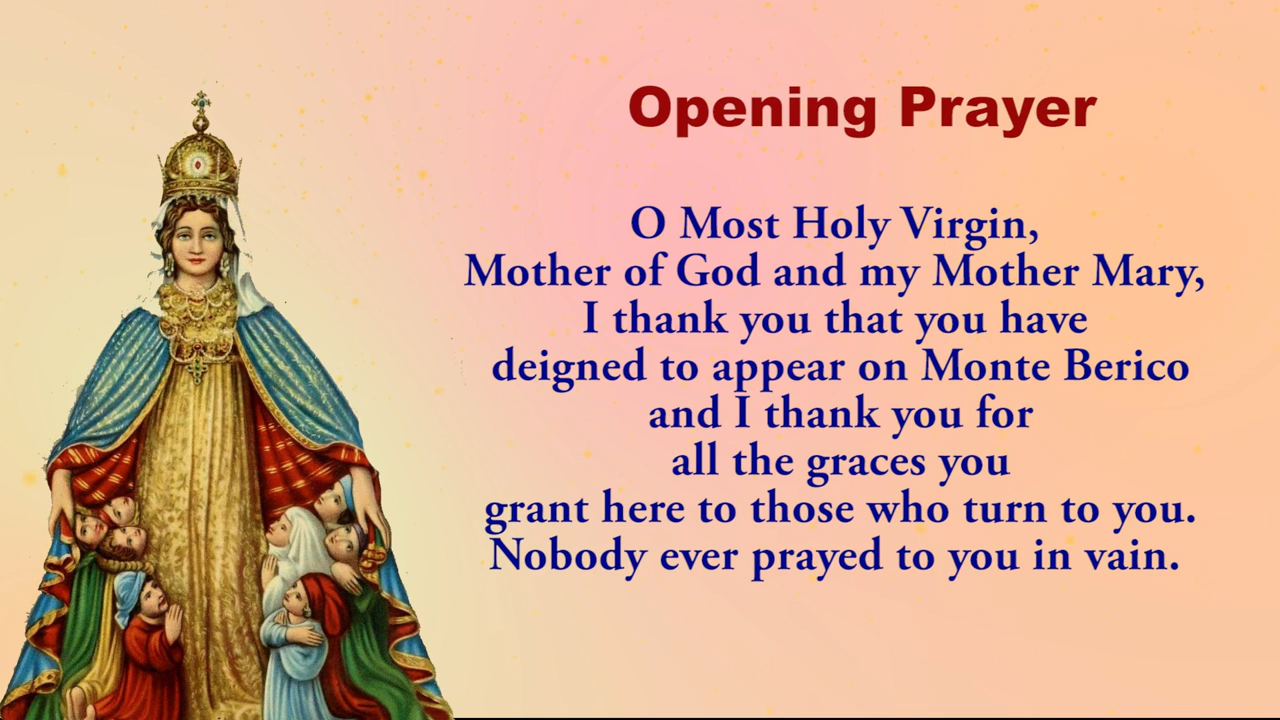 Opening Prayer
O Most Holy Virgin,
Mother of God and my Mother Mary,
I thank you that you have
deigned to appear on Monte Berico
and I thank you for
all the graces you
grant here to those who turn to you.
Nobody ever prayed to you in vain.